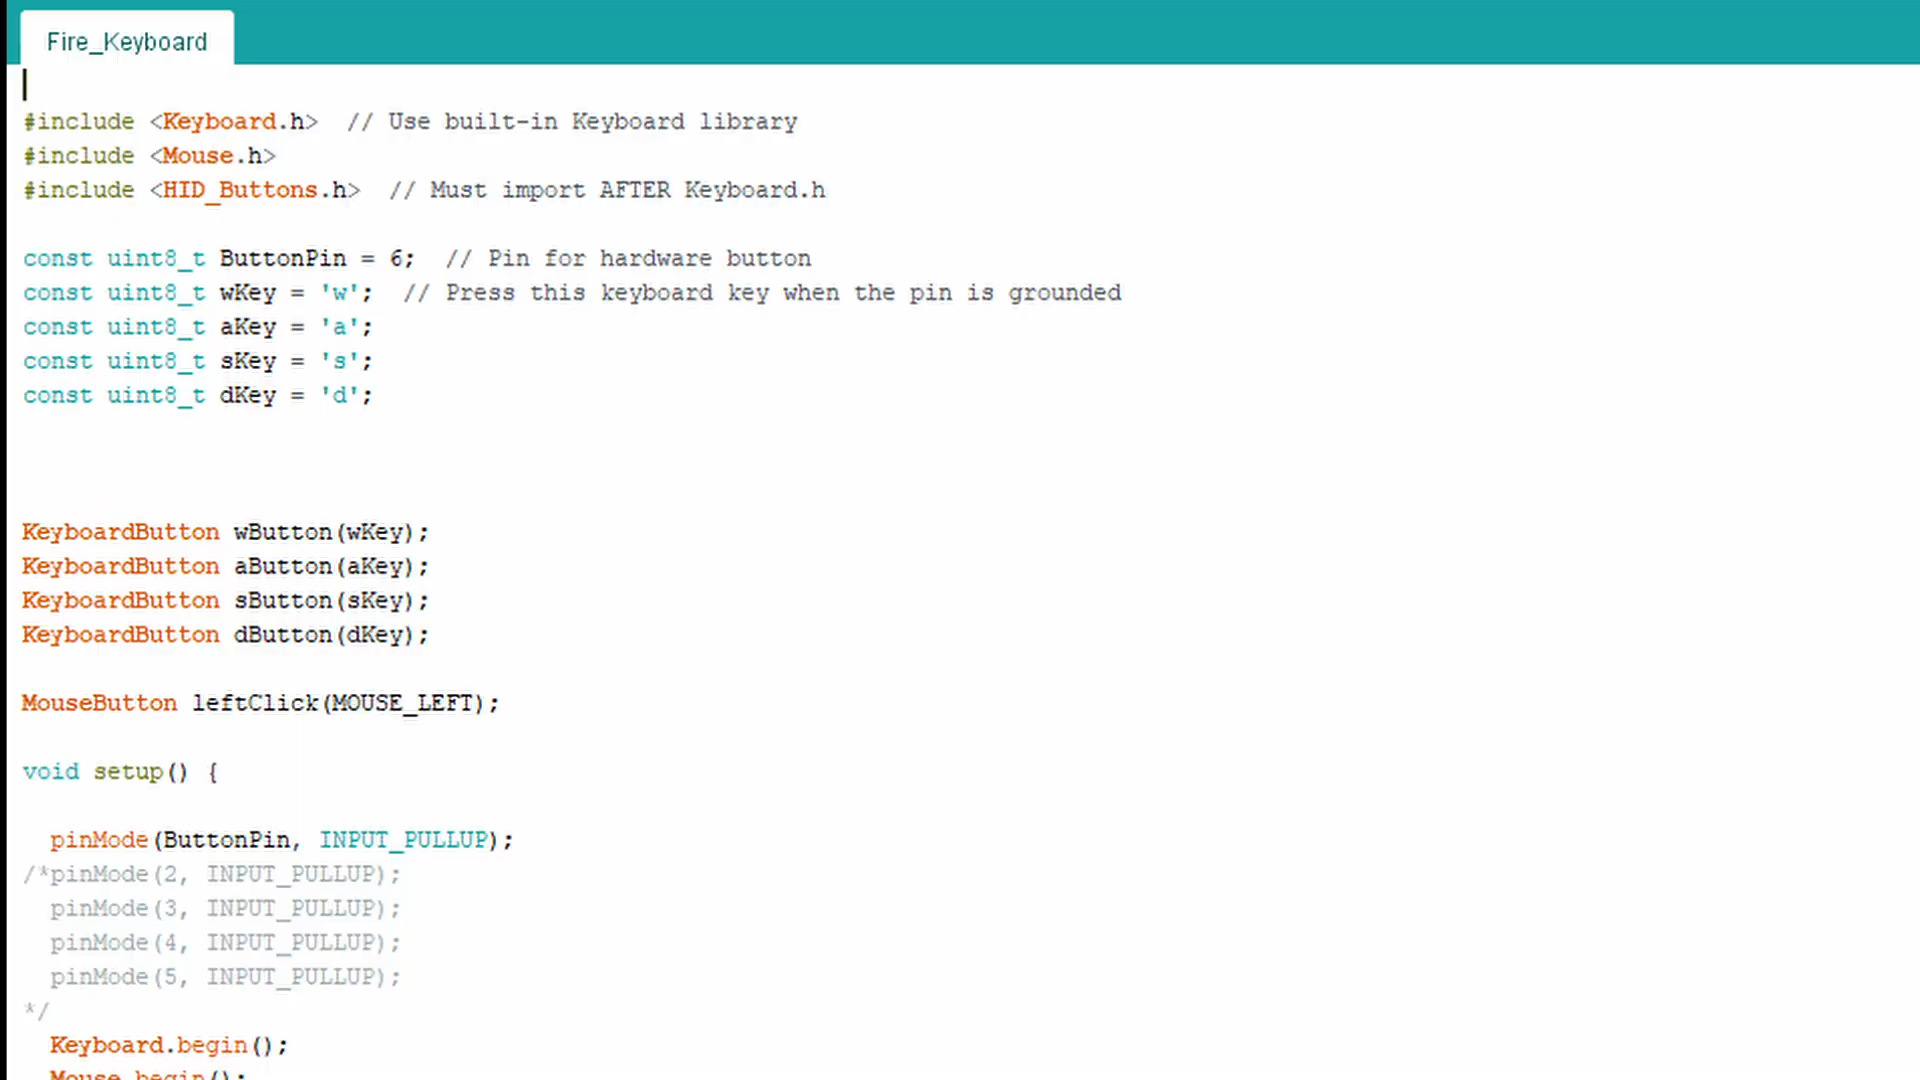 Fire_Keyboard
#include <Keyboard.h>  // Use built-in Keyboard library
#include <Mouse.h>
#include <HID_Buttons.h>  // Must import AFTER Keyboard.h
const uint8_t ButtonPin = 6;  // Pin for hardware button
const uint8_t wKey = 'w';  // Press this keyboard key when the pin is grounded
const uint8_t aKey = 'a';
const uint8_t sKey = 's';
const uint8_t dKey = 'd';
KeyboardButton wButton(wKey);
KeyboardButton aButton(aKey);
KeyboardButton sButton(sKey);
KeyboardButton dButton(dKey);
MouseButton leftClick(MOUSE_LEFT);
void setup() {
  pinMode(ButtonPin, INPUT_PULLUP);
/*pinMode(2, INPUT_PULLUP);
  pinMode(3, INPUT_PULLUP);
  pinMode(4, INPUT_PULLUP);
  pinMode(5, INPUT_PULLUP);
*/
  Keyboard.begin();
  Mouse.begin();